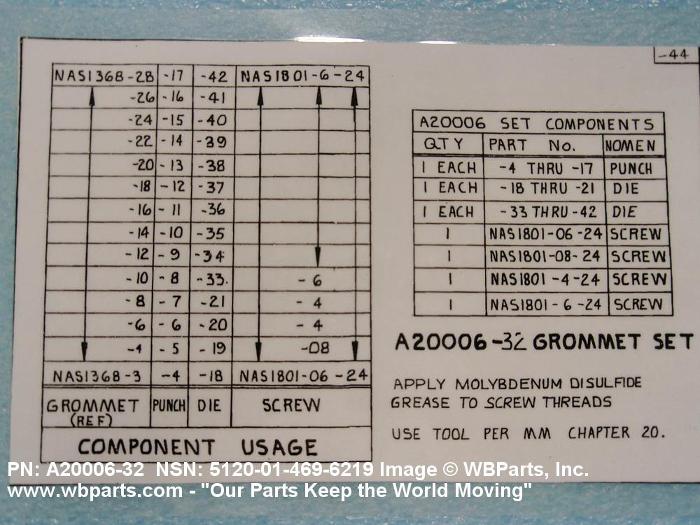 -44
NAS1368-28 -17 -42 NAS1801-6-24
-26 -16 -41
-24 -15 -40
-22 -14 -39
-20 -13 -38
-18 -12 -37
-16 -11 -36
-14 -10 -35
-12 -9 -34
-10 -8 -33. -6
-8 -7 -21 -4
-6 -6 -20 -4
-4 -5 -19 -08
NAS1368-3 -4 -18 NAS1801-06-24
GROMMET PUNCH DIE SCREW
(REF)
COMPONENT USAGE
A20006 SET COMPONENTS
QTY PART No. NOMEN
1 EACH -4 THRU -17 PUNCH
1 EACH -18 THRU -21 DIE
1 EACH -33 THRU -42 DIE
1 NAS1801-06-24 SCREW
1 NAS1801-08-24 SCREW
1 NAS1801-4-24 SCREW
1 NAS1801-6-24 SCREW
A20006-32 GROMMET SET
APPLY MOLYBDENUM DISULFIDE
GREASE TO SCREW THREADS
USE TOOL PER MM CHAPTER 20.
PN: A20006-32 NSN: 5120-01-469-6219 Image © WBParts, Inc.
www.wbparts.com - "Our Parts Keep the World Moving"